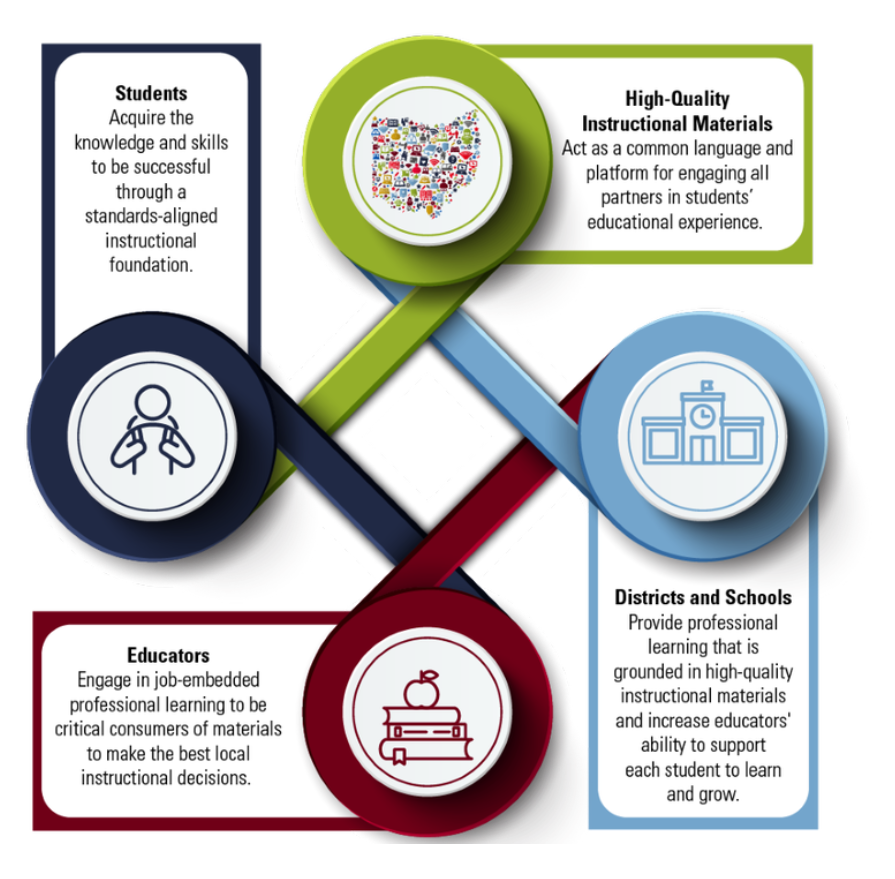 Students
Acquire the
knowledge and skills
to be successful
through a
standards-aligned
instructional
foundation.
High-Quality
Instructional Materials
Act as a common language and
platform for engaging all
partners in students’
educational experience.
Educators
Engage in job-embedded
professional learning to be
critical consumers of materials
to make the best local
instructional decisions.
Districts and Schools
Provide professional
learning that is
grounded in high-quality
instructional materials
and increase educators'
ability to support
each student to learn
and grow.